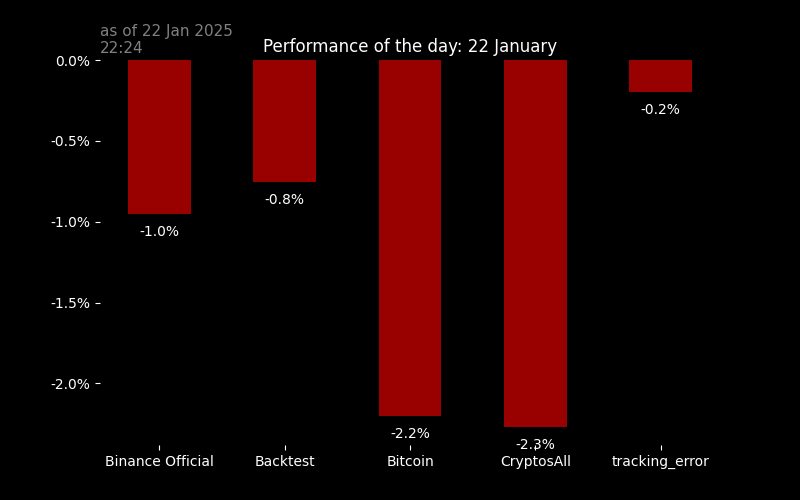 as of 22 Jan 2025
22:24
Performance of the day: 22 January
0.0%
-0.5%
-1.0%
-1.5%
-2.0%
-1.0%
-0.8%
-2.2%
-2.3%
-0.2%
Binance Official
Backtest
Bitcoin
CryptosAll
tracking_error